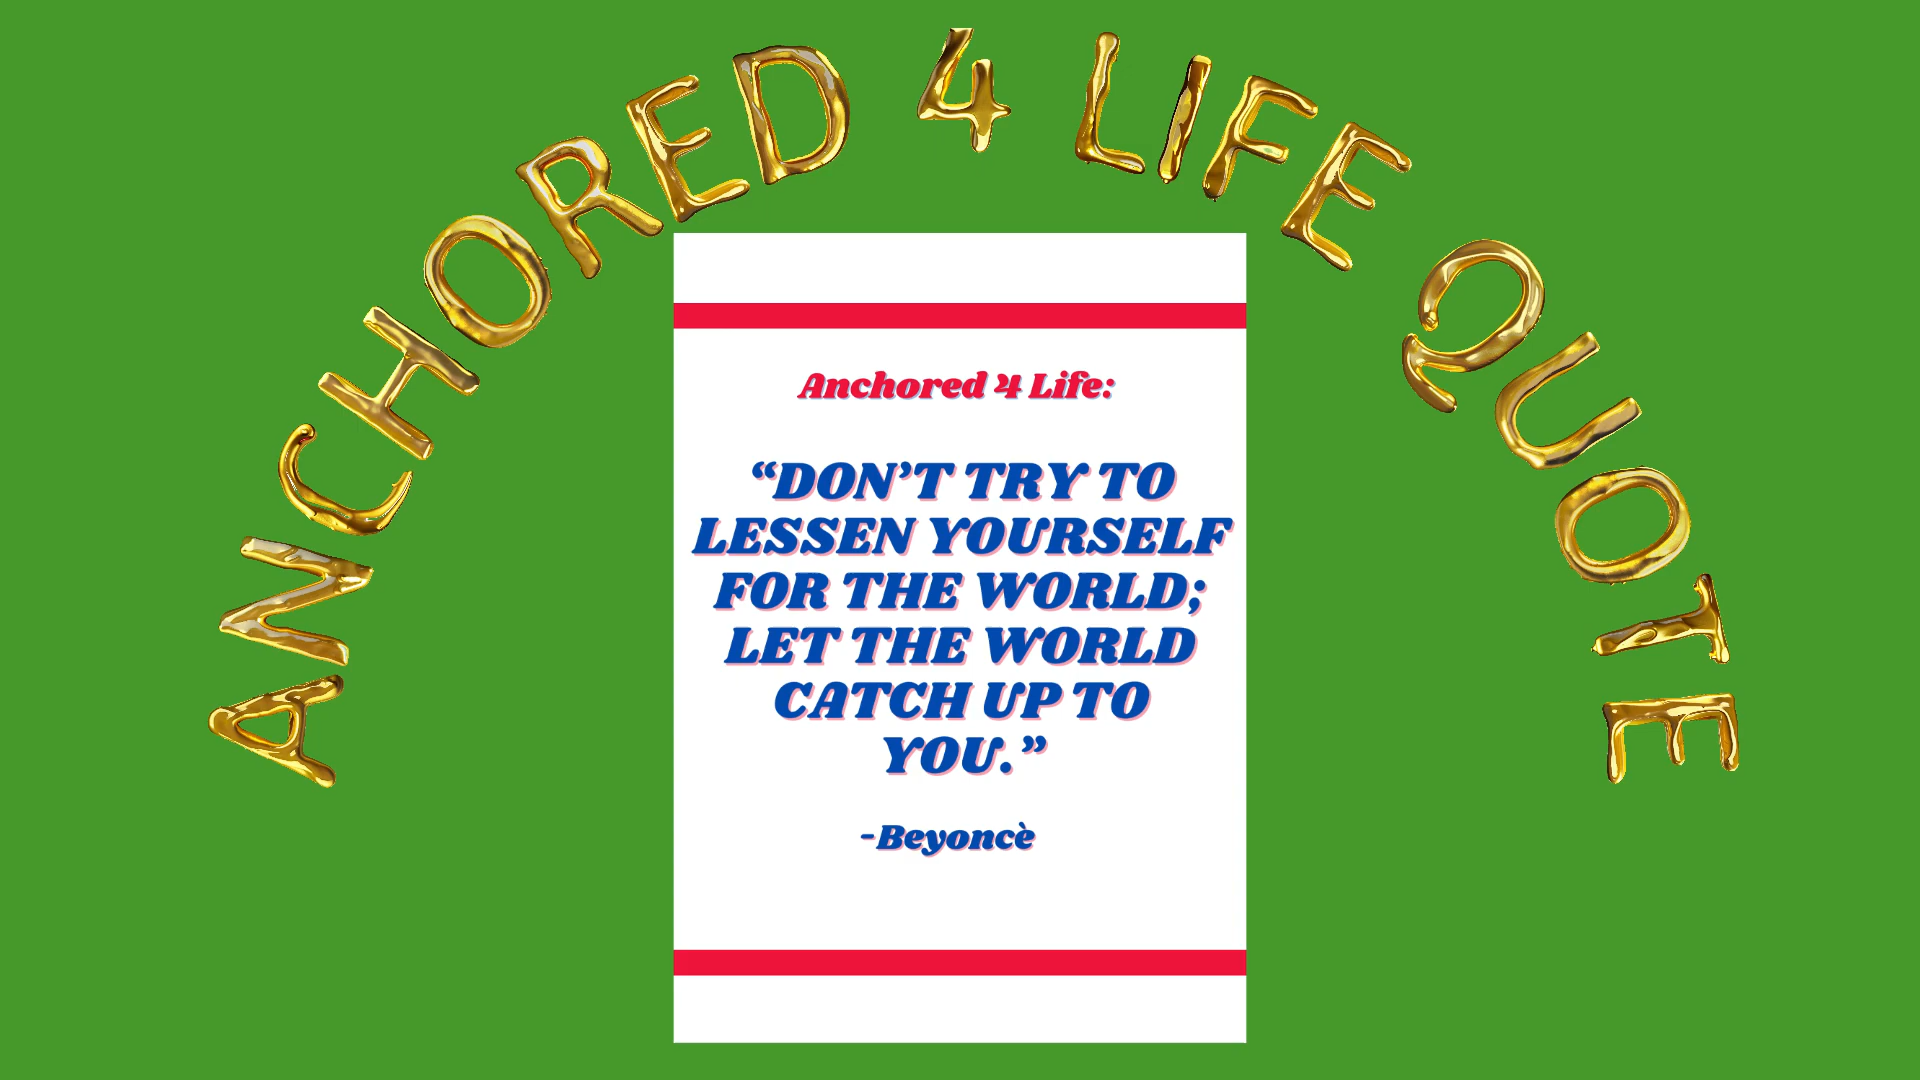 ANCHORED 4 LIFE QUOTE
Anchored 4 Life:
“DON’T TRY TO
LESSEN YOURSELF
FOR THE WORLD;
LET THE WORLD
CATCH UP TO
YOU.”
-Beyoncè